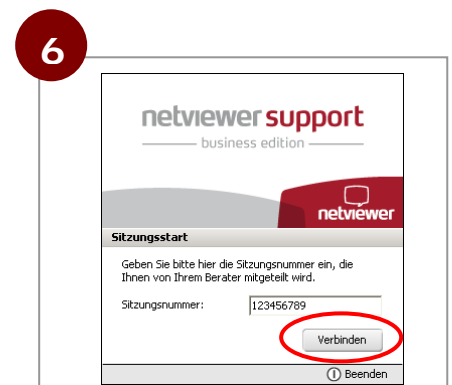 6
netviewer support
business edition
netviewer
Sitzungsstart
Geben Sie bitte hier die Sitzungsnummer ein, die
Ihnen von Ihrem Berater mitgeteilt wird.
Sitzungsnummer: 123456789
Verbinden
Beenden